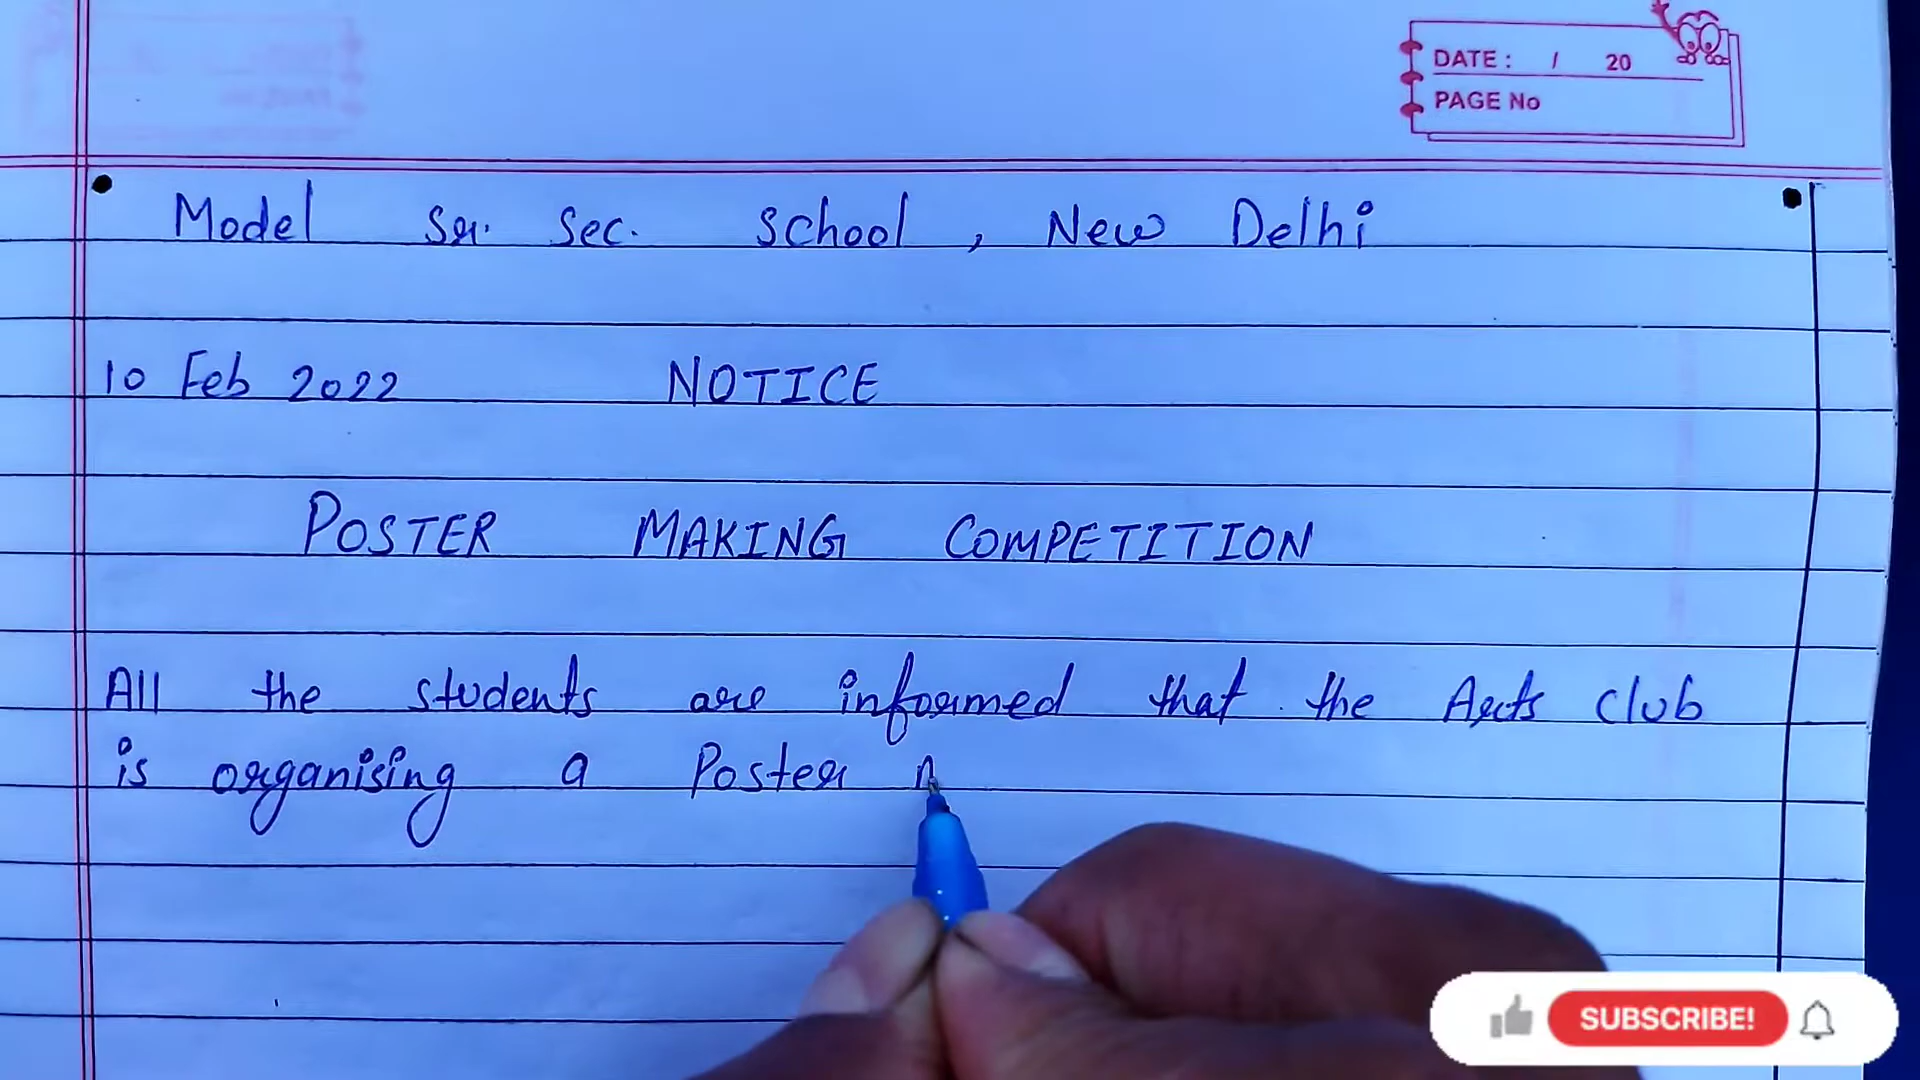 DATE : / 20
PAGE No
Model Sr. Sec. School, New Delhi
10 Feb 2022 NOTICE
POSTER MAKING COMPETITION
All the students are informed that the Arts club
is organising a Poster
SUBSCRIBE!